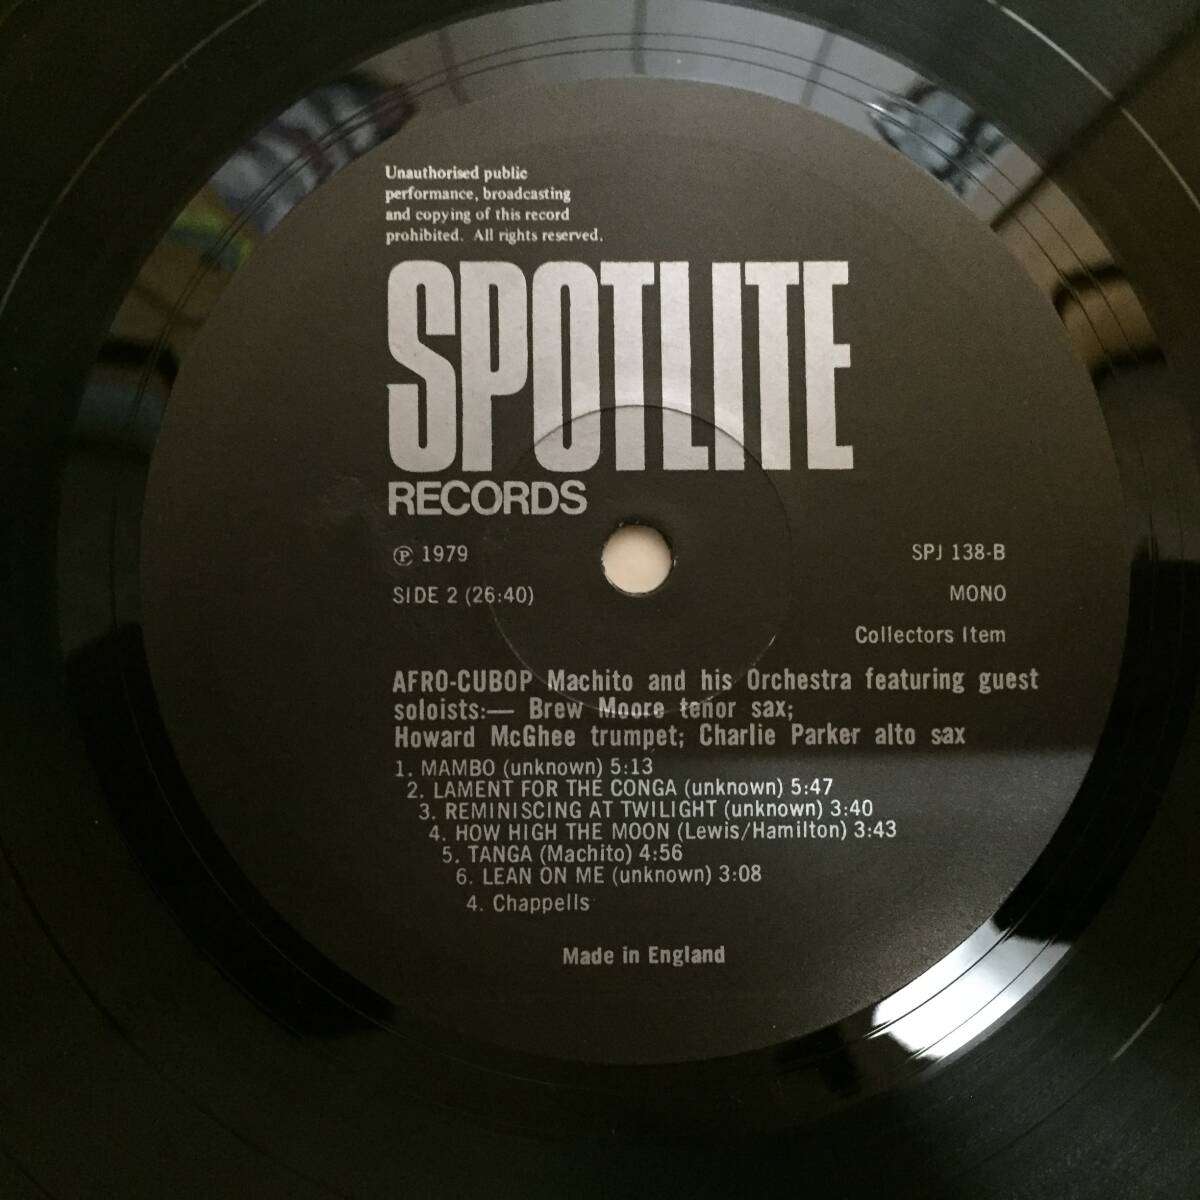 Unauthorised public
performance, broadcasting
and copying of this record
prohibited. All rights reserved.
SPOTLITE
RECORDS
℗ 1979
SPJ 138-B
SIDE 2 (26:40)
MONO
Collectors Item
AFRO-CUBOP Machito and his Orchestra featuring guest
soloists:— Brew Moore tenor sax;
Howard McGhee trumpet; Charlie Parker alto sax
1. MAMBO (unknown) 5:13
2. LAMENT FOR THE CONGA (unknown) 5:47
3. REMINISCING AT TWILIGHT (unknown) 3:40
4. HOW HIGH THE MOON (Lewis/Hamilton) 3:43
5. TANGA (Machito) 4:56
6. LEAN ON ME (unknown) 3:08
4. Chappells
Made in England